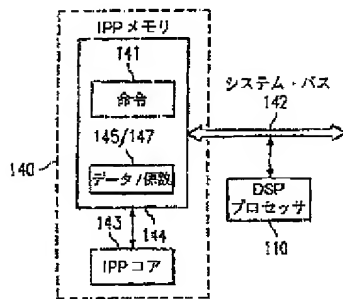 IPPメモリ
141
命令
145/147
データ/係数
140
143
144
IPPコア
システム・バス
142
DSP
プロセッサ
110